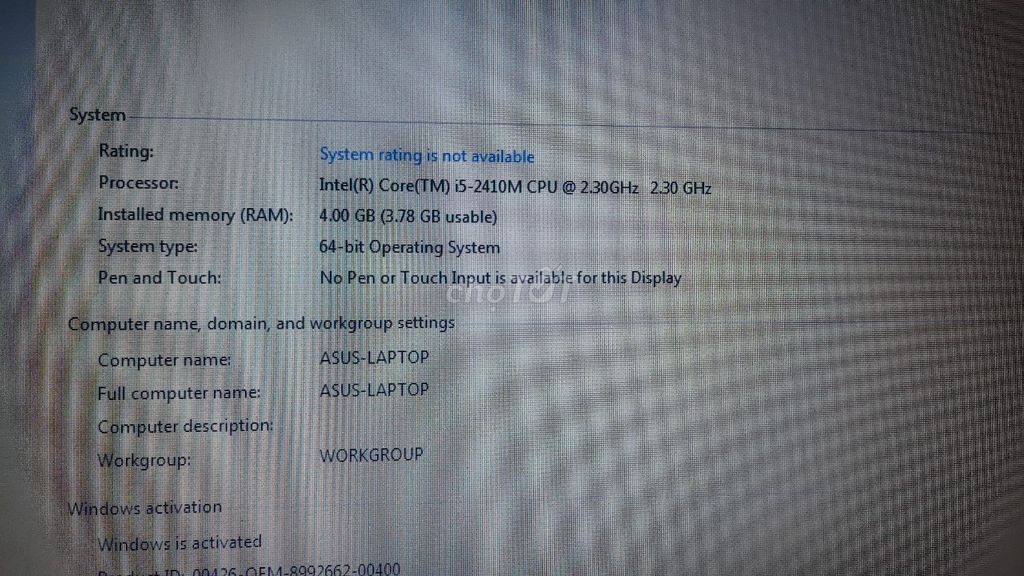 System
Rating: System rating is not available
Processor: Intel(R) Core(TM) i5-2410M CPU @ 2.30GHz 2.30 GHz
Installed memory (RAM): 4.00 GB (3.78 GB usable)
System type: 64-bit Operating System
Pen and Touch: No Pen or Touch Input is available for this Display
chợTỐT
Computer name, domain, and workgroup settings
Computer name: ASUS-LAPTOP
Full computer name: ASUS-LAPTOP
Computer description:
Workgroup: WORKGROUP
Windows activation
Windows is activated
Product ID: 00426-OEM-8992662-00400